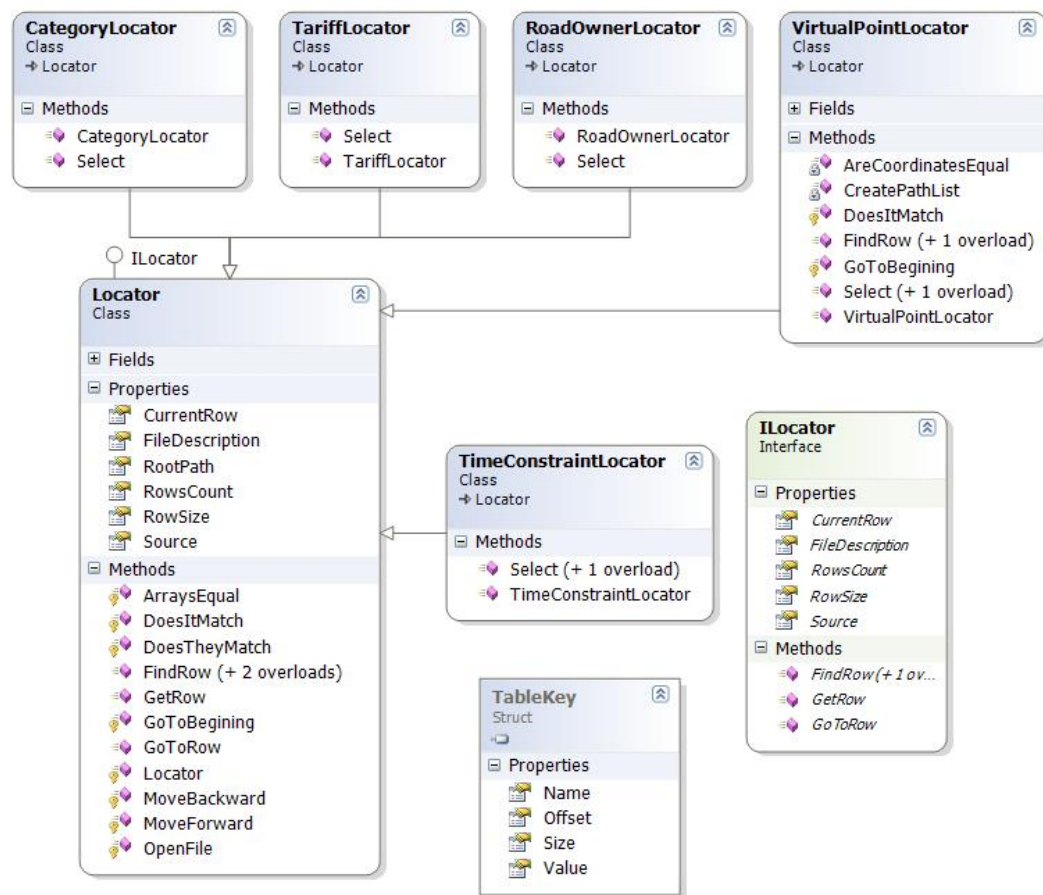 CategoryLocator
Class
Locator
Methods
CategoryLocator
Select
TariffLocator
Class
Locator
Methods
Select
TariffLocator
RoadOwnerLocator
Class
Locator
Methods
RoadOwnerLocator
Select
VirtualPointLocator
Class
Locator
Fields
Methods
AreCoordinatesEqual
CreatePathList
DoesItMatch
FindRow (+ 1 overload)
GoToBegining
Select (+ 1 overload)
VirtualPointLocator
ILocator
Locator
Class
Fields
Properties
CurrentRow
FileDescription
RootPath
RowsCount
RowSize
Source
Methods
ArraysEqual
DoesItMatch
DoesTheyMatch
FindRow (+ 2 overloads)
GetRow
GoToBegining
GoToRow
Locator
MoveBackward
MoveForward
OpenFile
TimeConstraintLocator
Class
Locator
Methods
Select (+ 1 overload)
TimeConstraintLocator
ILocator
Interface
Properties
CurrentRow
FileDescription
RowsCount
RowSize
Source
Methods
FindRow (+ 1 ov...
GetRow
GoToRow
TableKey
Struct
Properties
Name
Offset
Size
Value